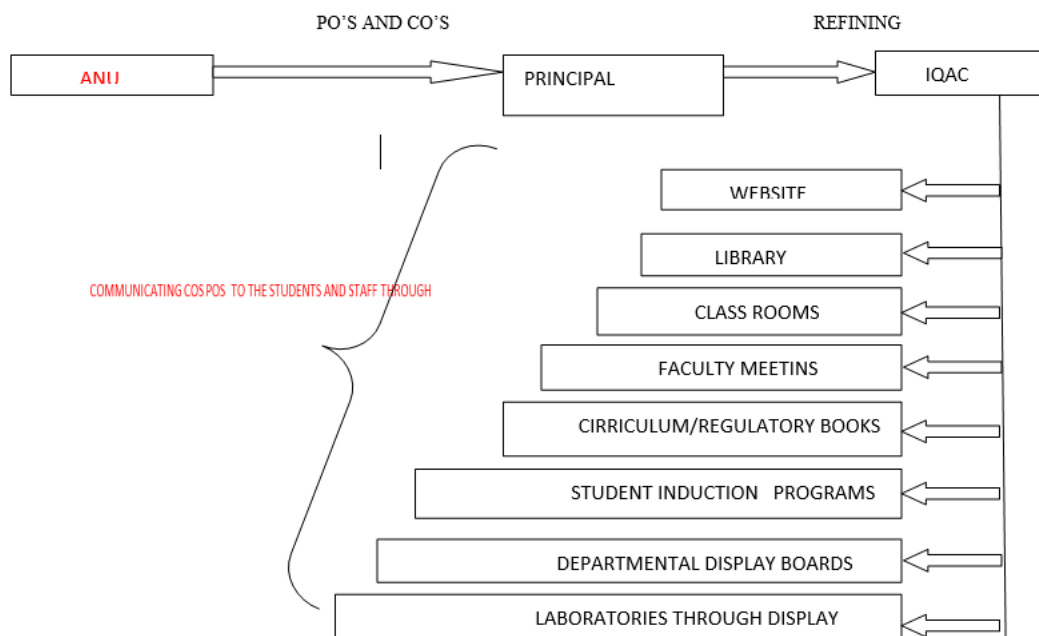 PO'S AND CO'S
REFINING
ANU
PRINCIPAL
IQAC
WEBSITE
LIBRARY
COMMUNICATING COS POS TO THE STUDENTS AND STAFF THROUGH
CLASS ROOMS
FACULTY MEETINS
CIRRICULUM/REGULATORY BOOKS
STUDENT INDUCTION PROGRAMS
DEPARTMENTAL DISPLAY BOARDS
LABORATORIES THROUGH DISPLAY